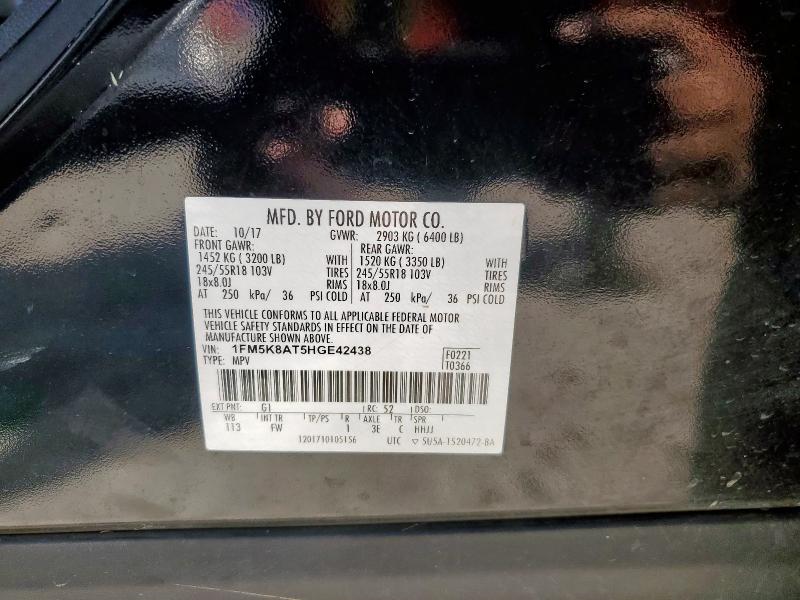 MFD. BY FORD MOTOR CO.
DATE: 10/17 GVWR: 2903 KG ( 6400 LB)
FRONT GAWR: REAR GAWR:
1452 KG ( 3200 LB) WITH 1520 KG ( 3350 LB) WITH
245/55R18 103V TIRES 245/55R18 103V TIRES
18x8.0J RIMS 18x8.0J RIMS
AT 250 kPa/ 36 PSI COLD AT 250 kPa/ 36 PSI COLD
THIS VEHICLE CONFORMS TO ALL APPLICABLE FEDERAL MOTOR
VEHICLE SAFETY STANDARDS IN EFFECT ON THE DATE OF
MANUFACTURE SHOWN ABOVE.
VIN: 1FM5K8AT5HGE42438 F0221
TYPE: MPV T0366
EXT PNT: G1 RC: 52 DSO:
WB INT TR TP/PS R AXLE TR SPR
113 FW 1 3E C HHJJ
1201710105156 UTC ▽ 5U5A-1520472-BA